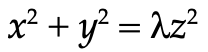 x² + y² = λz²